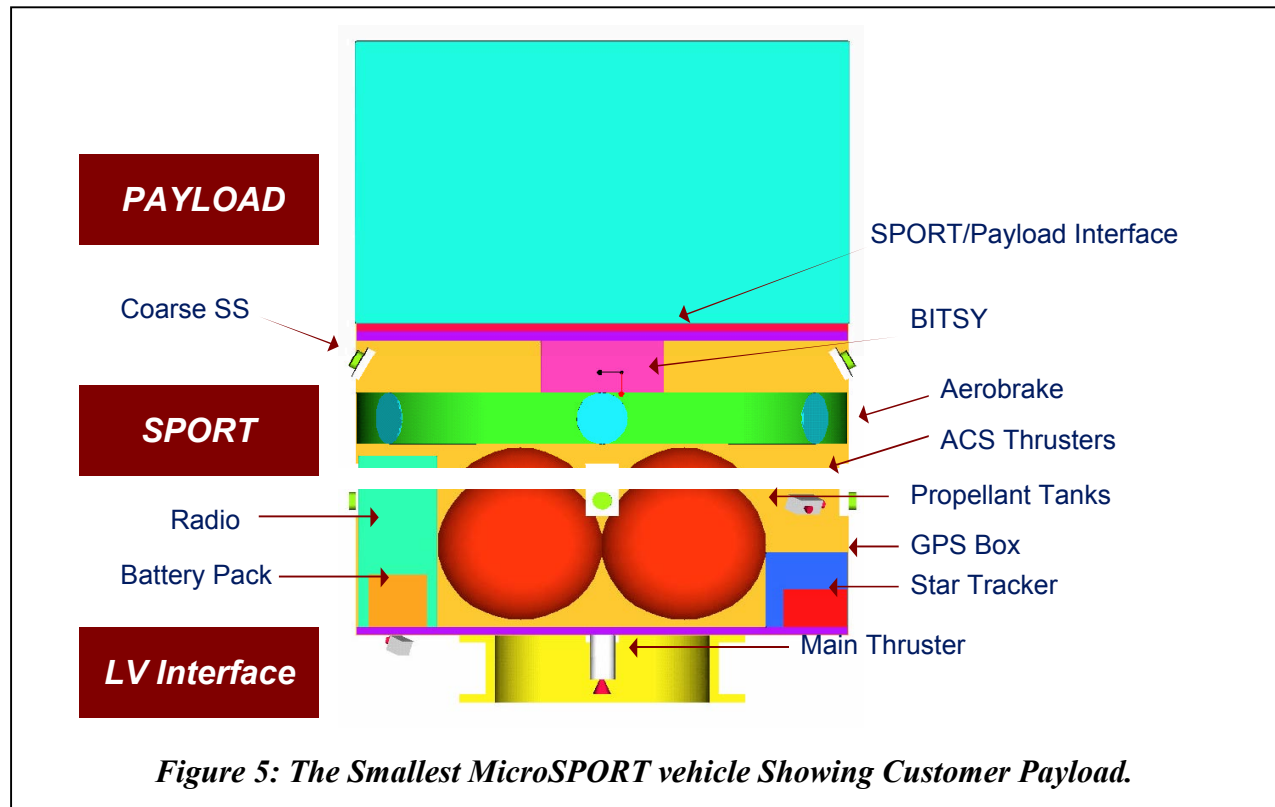 PAYLOAD
SPORT/Payload Interface
Coarse SS
BITSY
Aerobrake
SPORT
ACS Thrusters
Propellant Tanks
Radio
GPS Box
Battery Pack
Star Tracker
Main Thruster
LV Interface
Figure 5: The Smallest MicroSPORT vehicle Showing Customer Payload.